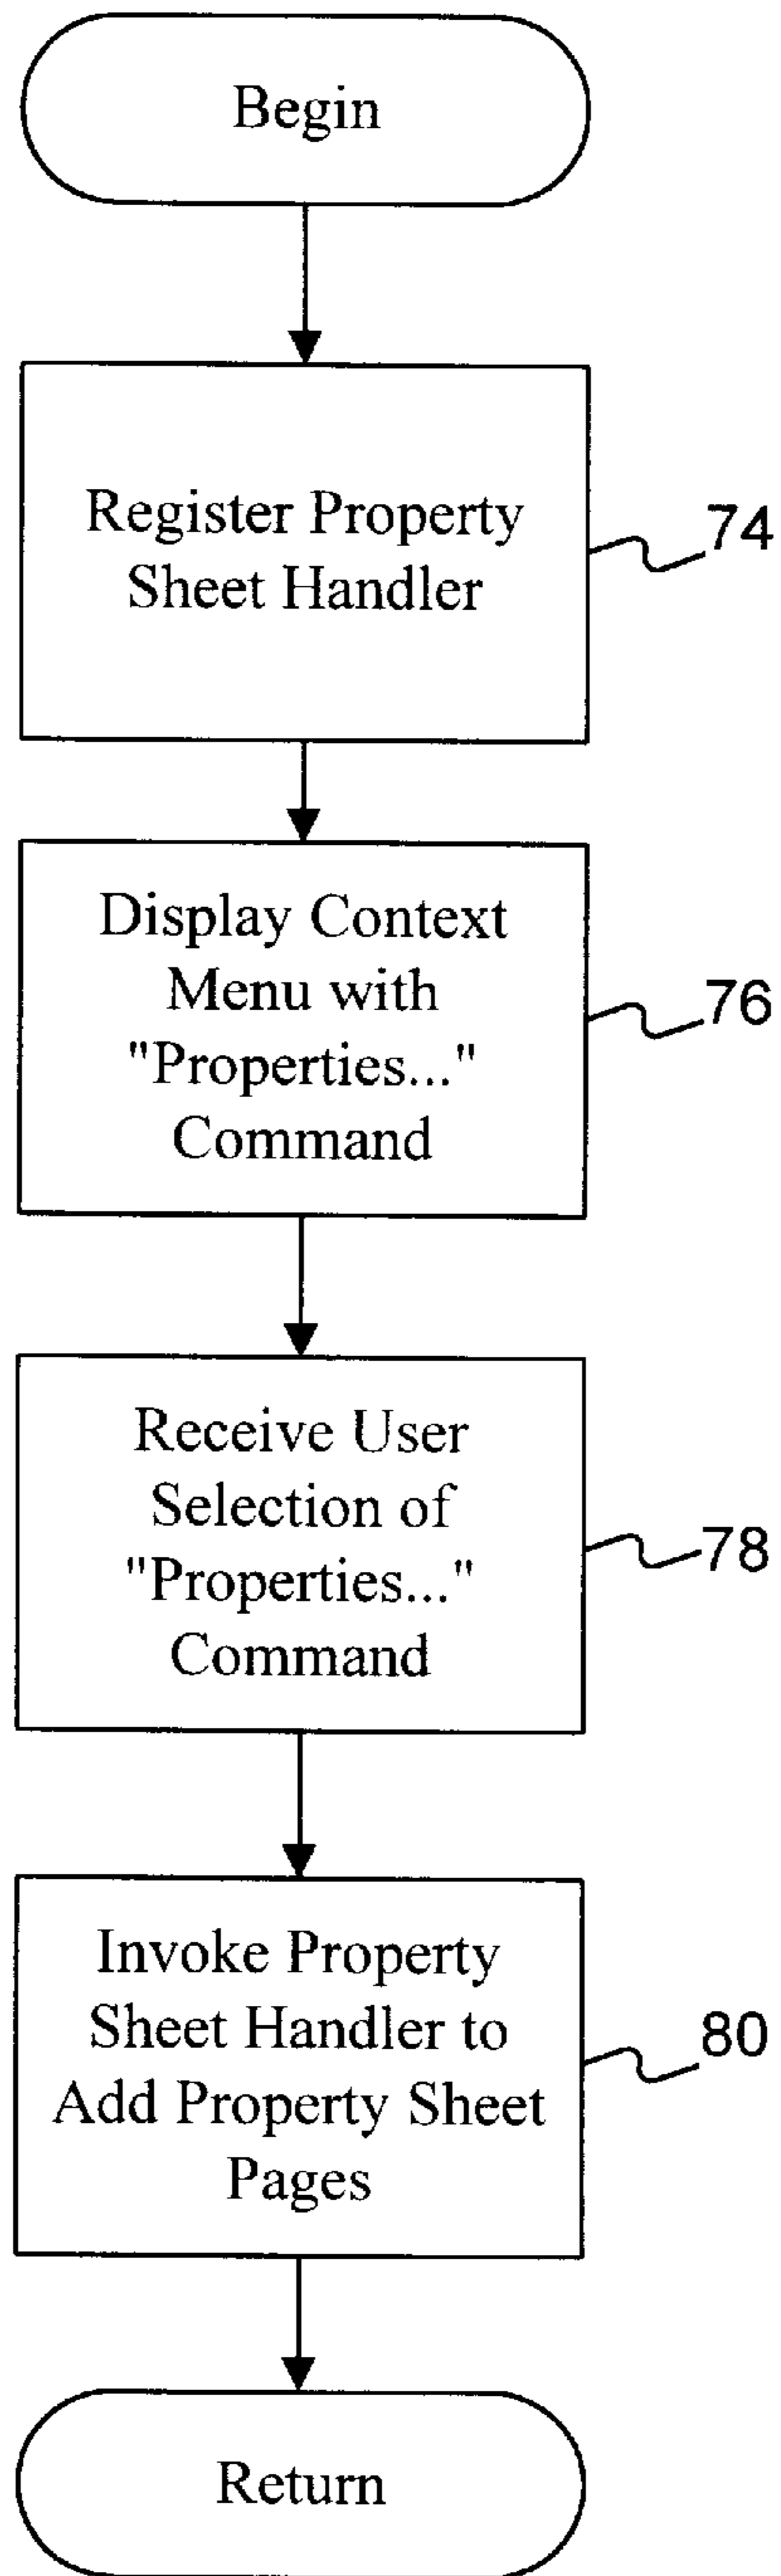 Begin
Register Property
Sheet Handler
74
Display Context
Menu with
"Properties..."
Command
76
Receive User
Selection of
"Properties..."
Command
78
Invoke Property
Sheet Handler to
Add Property Sheet
Pages
80
Return